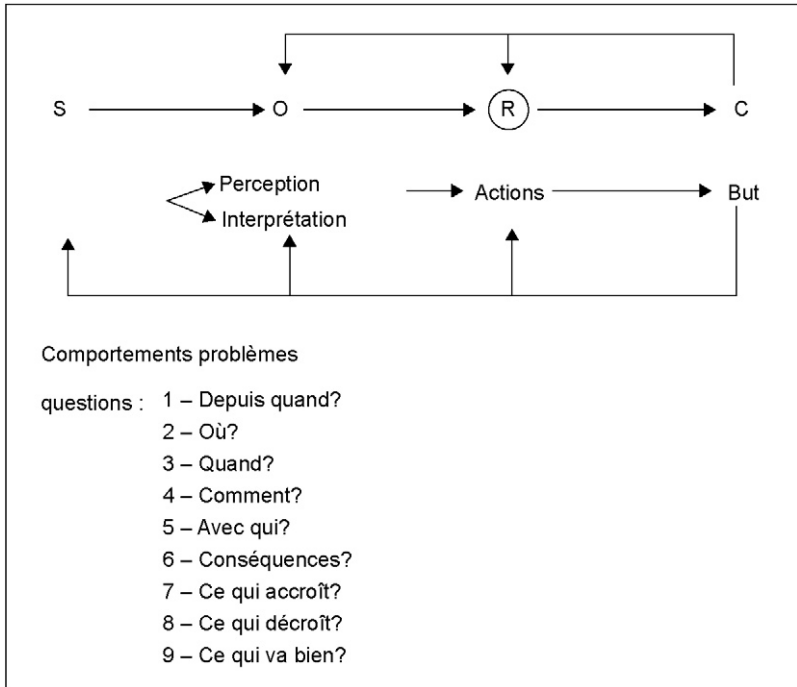 S O R C
Perception
Interprétation
Actions But
Comportements problèmes
questions : 1 – Depuis quand?
2 – Où?
3 – Quand?
4 – Comment?
5 – Avec qui?
6 – Conséquences?
7 – Ce qui accroît?
8 – Ce qui décroît?
9 – Ce qui va bien?